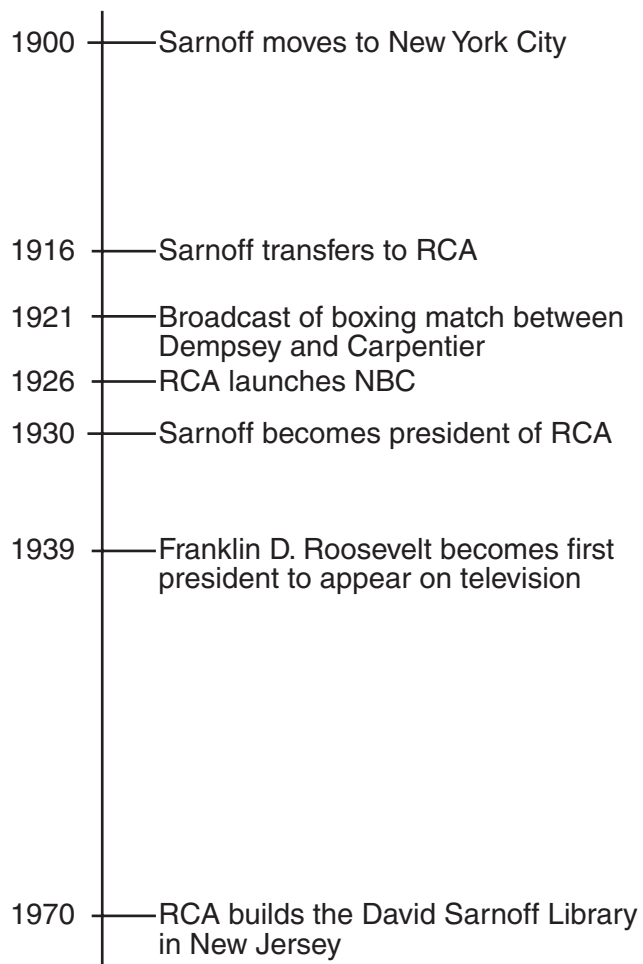 1900 Sarnoff moves to New York City
1916 Sarnoff transfers to RCA
1921 Broadcast of boxing match between
Dempsey and Carpentier
1926 RCA launches NBC
1930 Sarnoff becomes president of RCA
1939 Franklin D. Roosevelt becomes first
president to appear on television
1970 RCA builds the David Sarnoff Library
in New Jersey